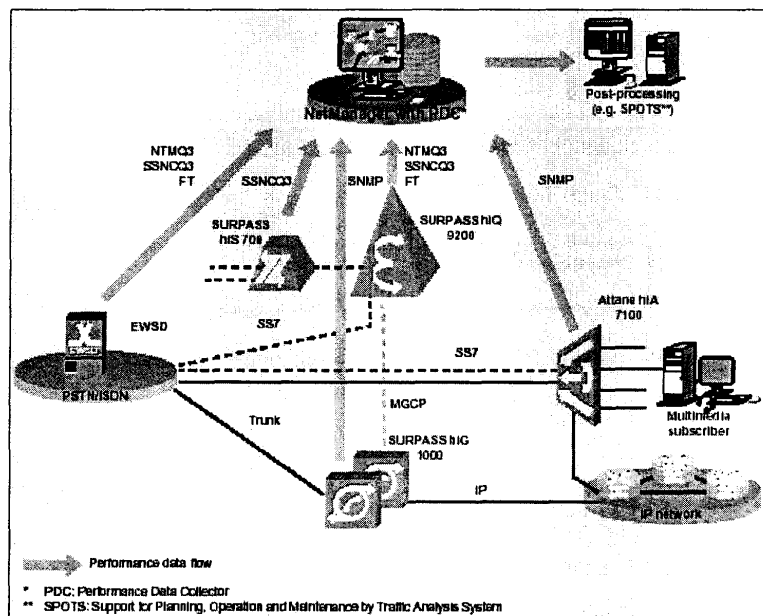 NetManager with PDC*
Post-processing
(e.g. SPOTS**)
NTMQ3
SSNCQ3
FT
SSNCQ3
SNMP
NTMQ3
SSNCQ3
FT
SNMP
SURPASS
hiS 700
SURPASS hiQ
9200
Attane hiA
7100
EWSD
SS7
SS7
PSTN/ISDN
Multimedia
subscriber
MGCP
Trunk
SURPASS hiG
1000
IP
IP network
Performance data flow
* PDC: Performance Data Collector
** SPOTS: Support for Planning, Operation and Maintenance by Traffic Analysis System